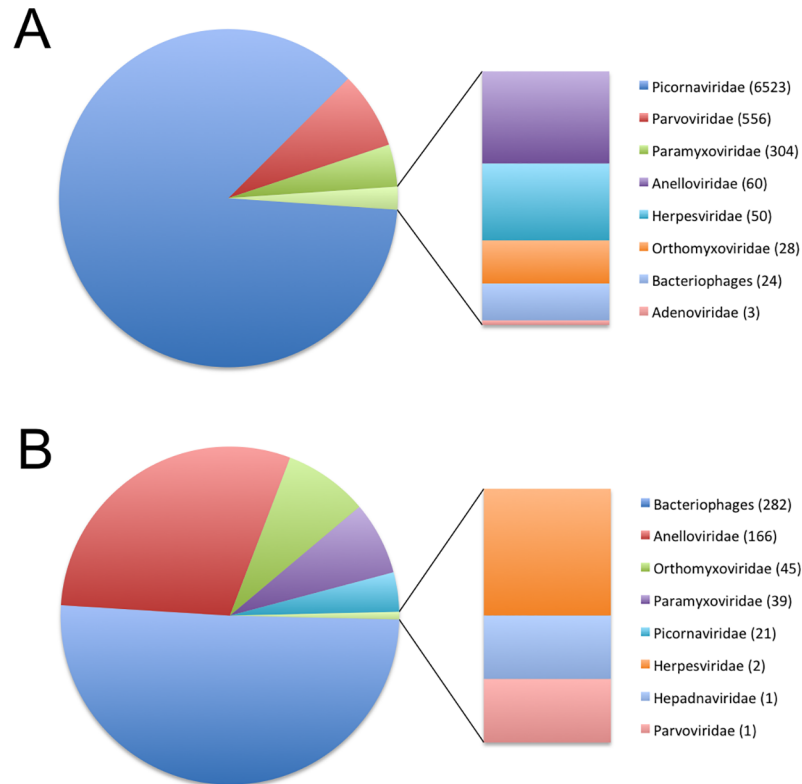 A
Picornaviridae (6523)
Parvoviridae (556)
Paramyxoviridae (304)
Anelloviridae (60)
Herpesviridae (50)
Orthomyxoviridae (28)
Bacteriophages (24)
Adenoviridae (3)
B
Bacteriophages (282)
Anelloviridae (166)
Orthomyxoviridae (45)
Paramyxoviridae (39)
Picornaviridae (21)
Herpesviridae (2)
Hepadnaviridae (1)
Parvoviridae (1)